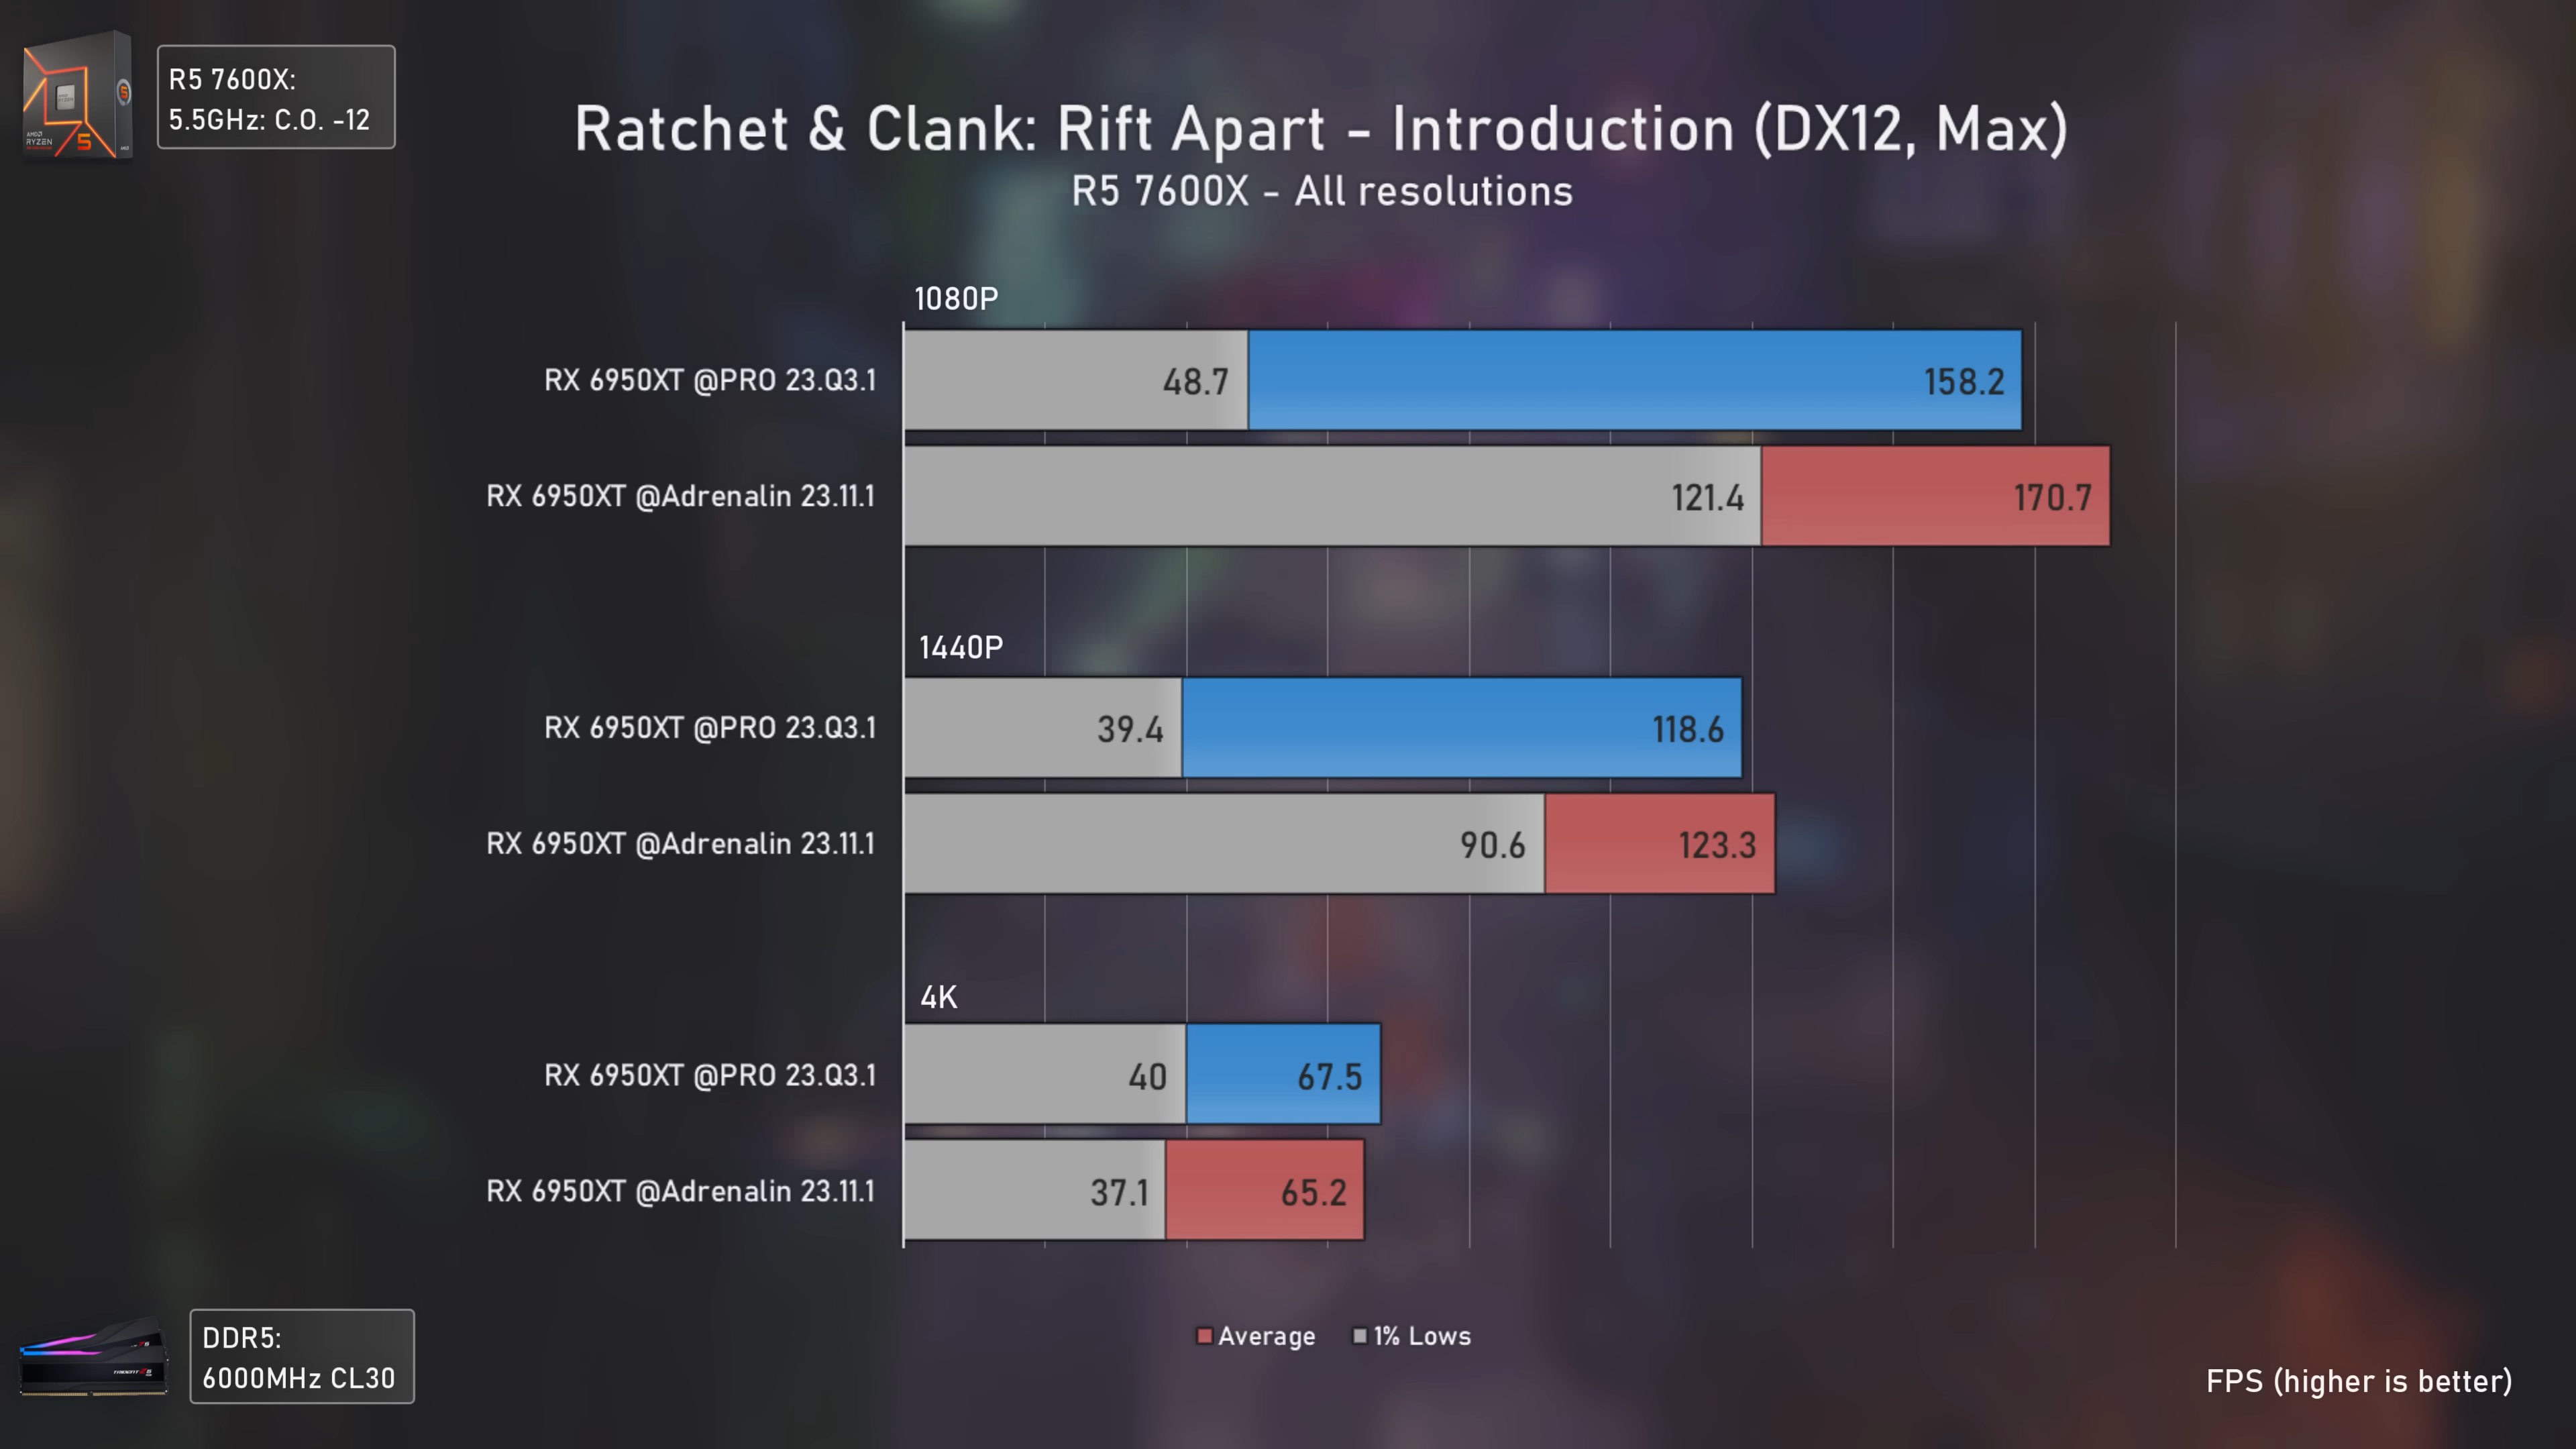 R5 7600X:
5.5GHz: C.O. -12
AMD
RYZEN
5
5
Ratchet & Clank: Rift Apart - Introduction (DX12, Max)
R5 7600X - All resolutions
1080P
RX 6950XT @PRO 23.Q3.1
48.7
158.2
RX 6950XT @Adrenalin 23.11.1
121.4
170.7
1440P
RX 6950XT @PRO 23.Q3.1
39.4
118.6
RX 6950XT @Adrenalin 23.11.1
90.6
123.3
4K
RX 6950XT @PRO 23.Q3.1
40
67.5
RX 6950XT @Adrenalin 23.11.1
37.1
65.2
Average
1% Lows
DDR5:
6000MHz CL30
FPS (higher is better)